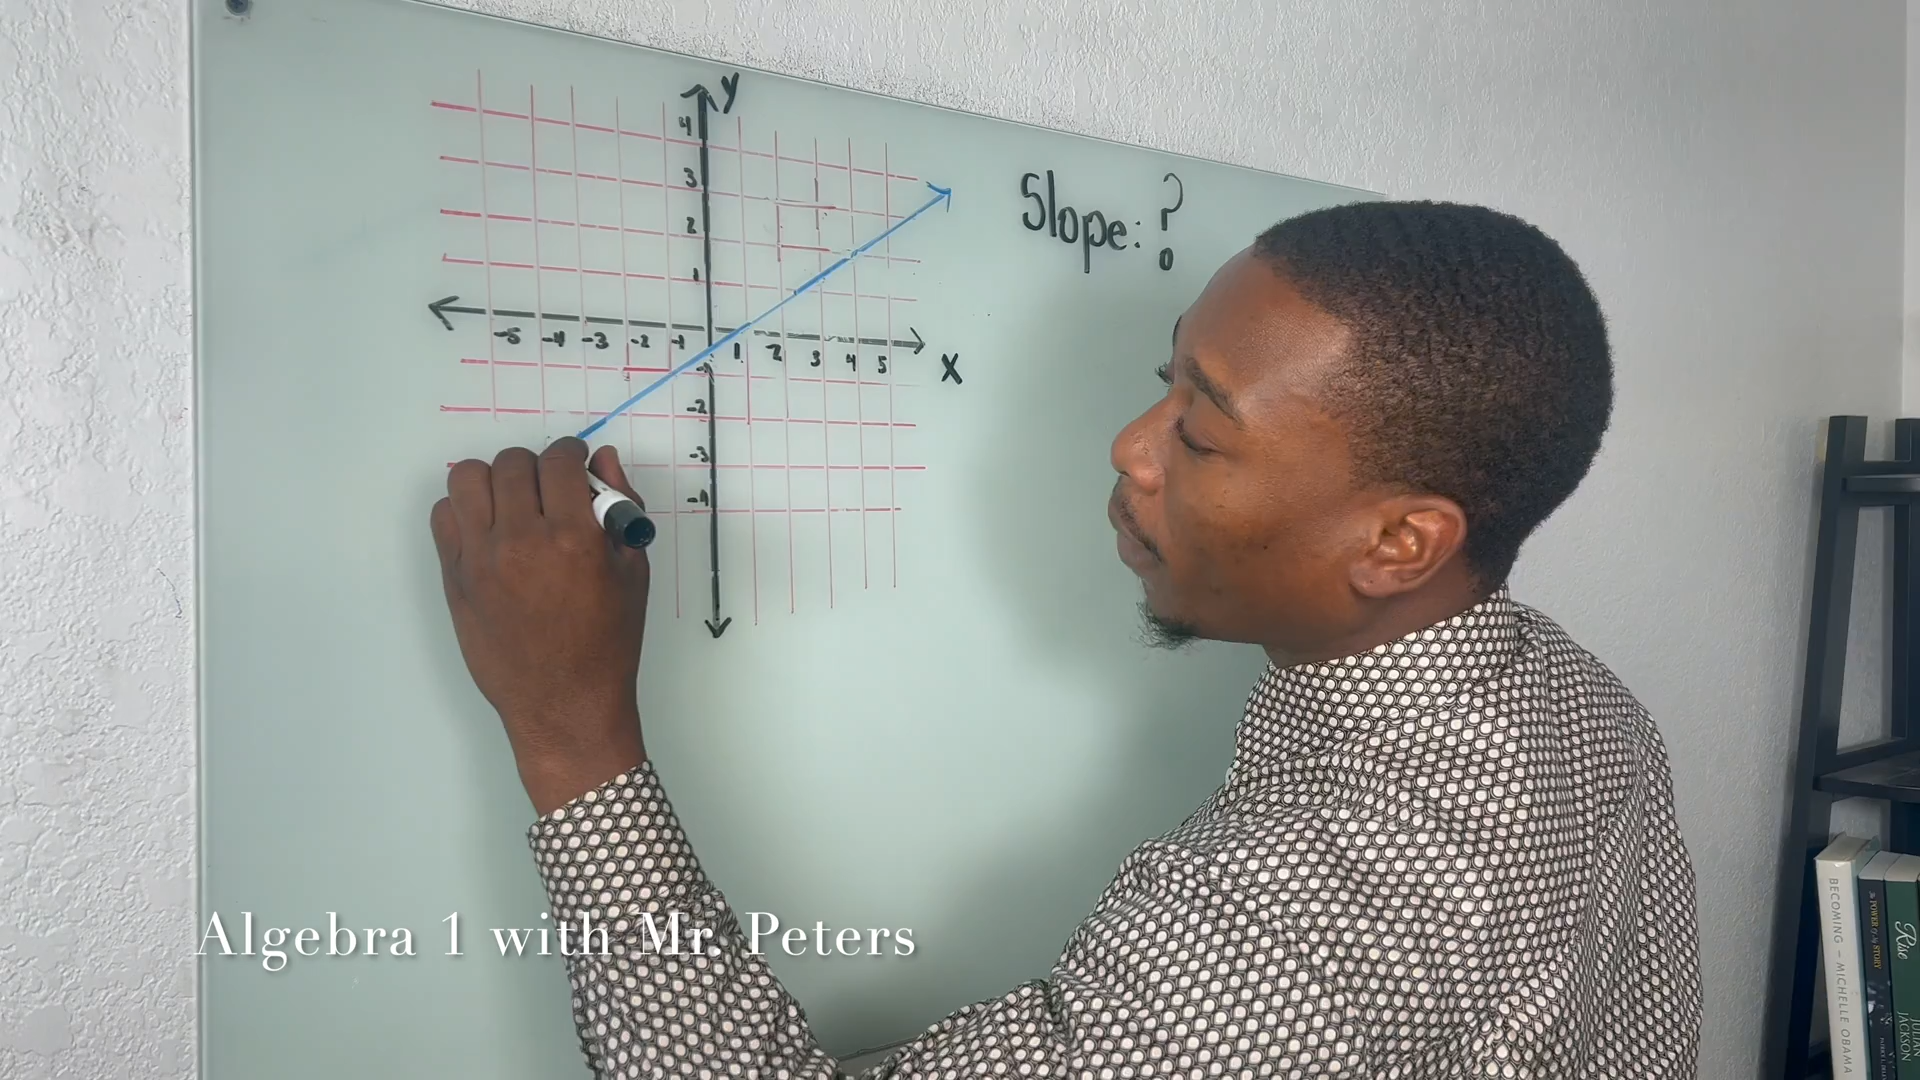 y
4
3
2
1
-5 -4 -3 -2 -1 1 2 3 4 5
x
-2
-3
-4
Slope: ?
Algebra 1 with Mr. Peters
BECOMING – MICHELLE OBAMA
Rise
JACKSON